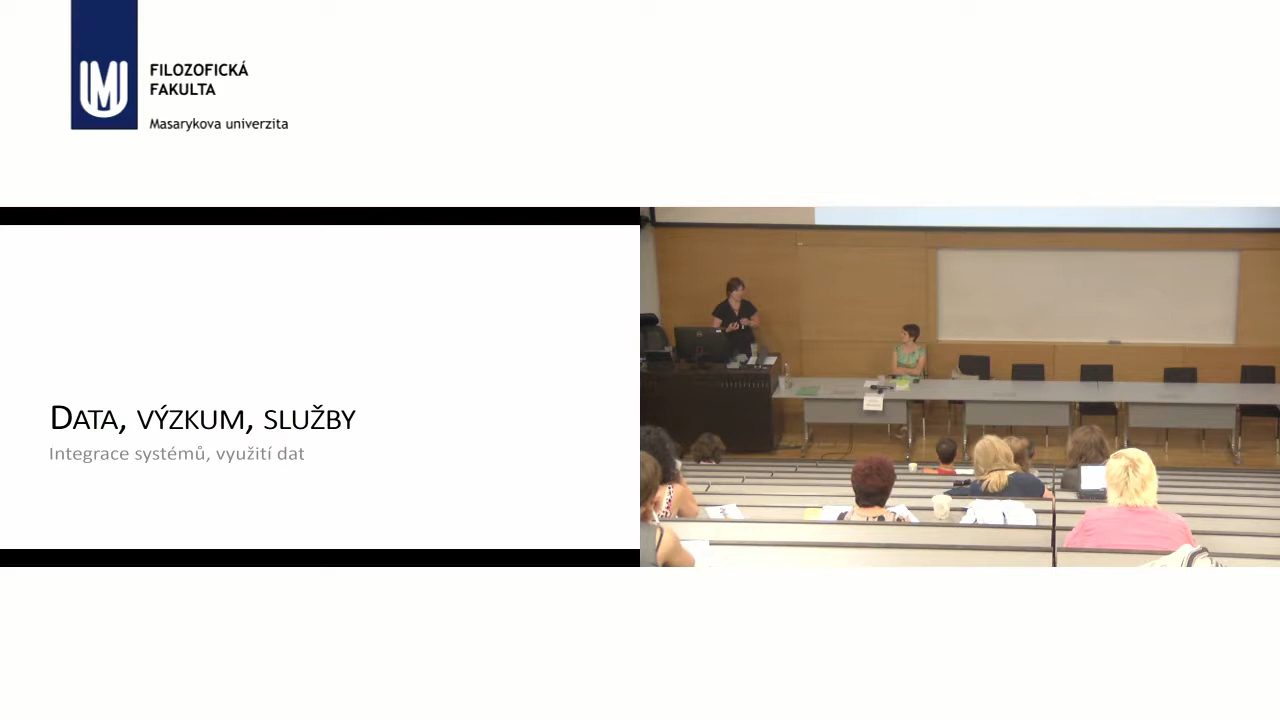 FILOZOFICKÁ
FAKULTA
Masarykova univerzita
DATA, VÝZKUM, SLUŽBY
Integrace systémů, využití dat